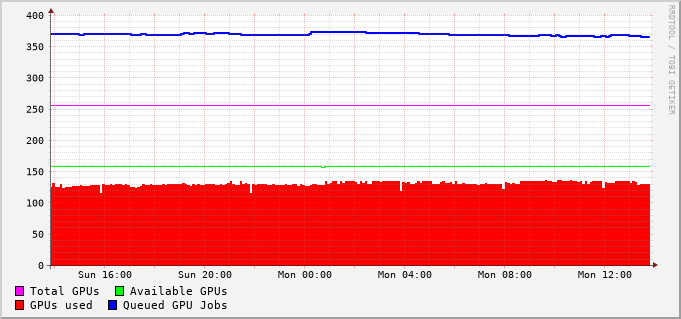 400
350
300
250
200
150
100
50
0
Sun 16:00 Sun 20:00 Mon 00:00 Mon 04:00 Mon 08:00 Mon 12:00
Total GPUs Available GPUs
GPUs used Queued GPU Jobs
RRDTOOL / TOBI OETIKER